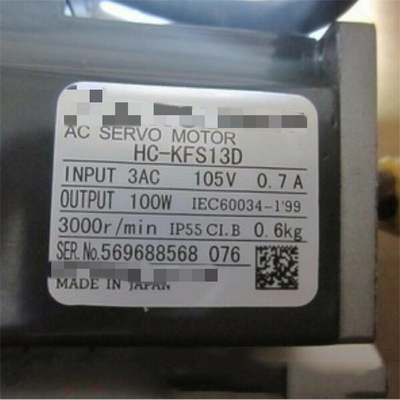 AC SERVO MOTOR
HC-KFS13D
INPUT 3AC 105V 0.7A
OUTPUT 100W IEC60034-1'99
3000r/min IP55 CI.B 0.6kg
SER.No.569688568 076
MADE IN JAPAN